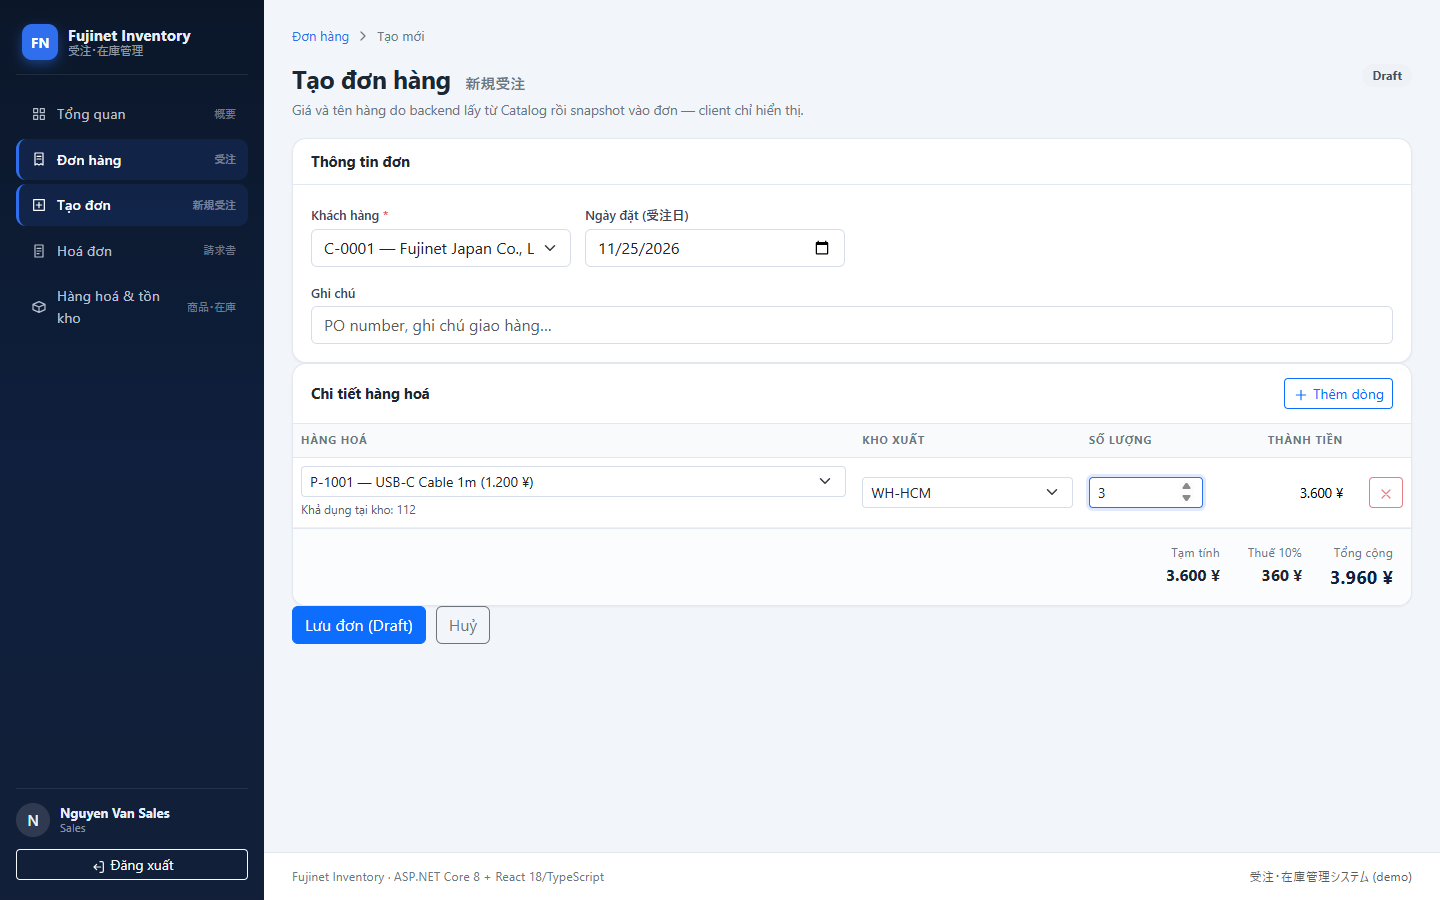 FN
Fujinet Inventory
受注・在庫管理
Tổng quan 概要
Đơn hàng 受注
Tạo đơn 新規受注
Hoá đơn 請求書
Hàng hoá & tồn kho 商品・在庫
N
Nguyen Van Sales
Sales
Đăng xuất
Đơn hàng > Tạo mới
Tạo đơn hàng 新規受注
Draft
Giá và tên hàng do backend lấy từ Catalog rồi snapshot vào đơn — client chỉ hiển thị.
Thông tin đơn
Khách hàng *
Ngày đặt (受注日)
C-0001 — Fujinet Japan Co., L
11/25/2026
Ghi chú
PO number, ghi chú giao hàng...
Chi tiết hàng hoá
+ Thêm dòng
HÀNG HOÁ KHO XUẤT SỐ LƯỢNG THÀNH TIỀN
P-1001 — USB-C Cable 1m (1.200 ¥)
WH-HCM
3
3.600 ¥
Khả dụng tại kho: 112
Tạm tính Thuế 10% Tổng cộng
3.600 ¥ 360 ¥ 3.960 ¥
Lưu đơn (Draft)
Huỷ
Fujinet Inventory · ASP.NET Core 8 + React 18/TypeScript
受注・在庫管理システム (demo)